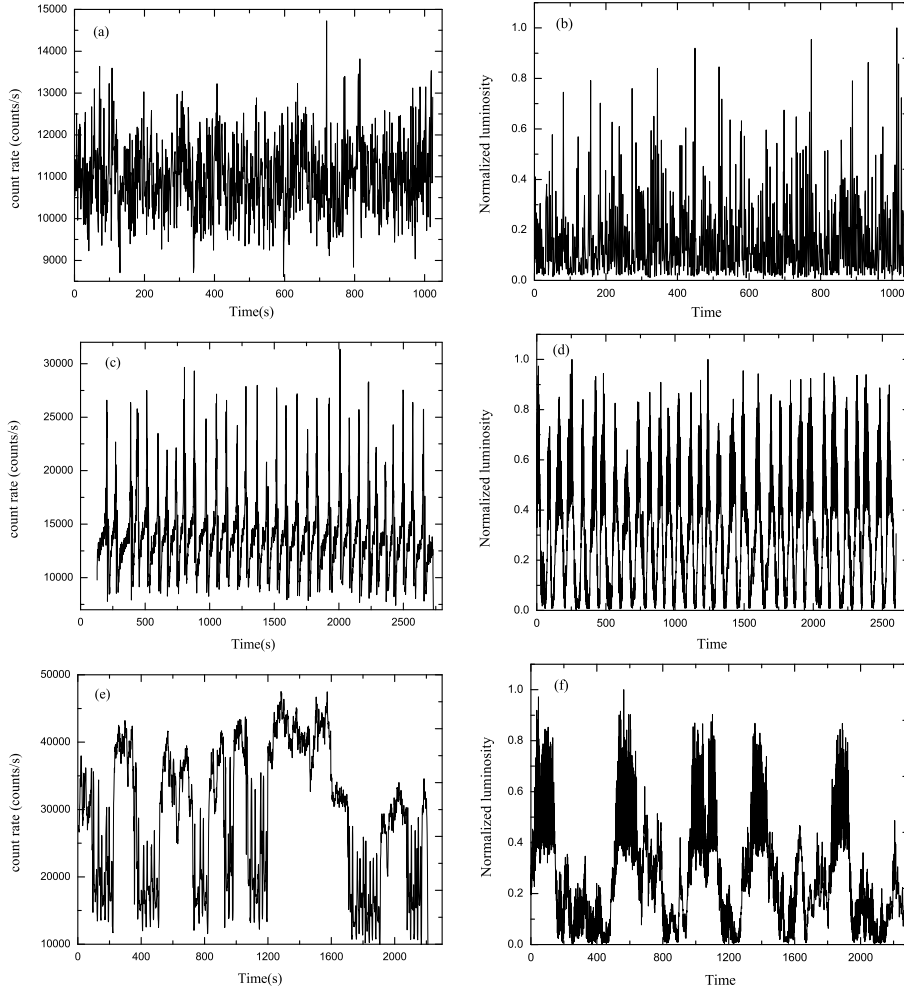 (a)
15000
14000
13000
12000
11000
10000
9000
count rate (counts/s)
0 200 400 600 800 1000
Time(s)
(b)
1.0
0.8
0.6
0.4
0.2
0.0
Normalized luminosity
0 200 400 600 800 1000
Time
(c)
30000
25000
20000
15000
10000
count rate (counts/s)
0 500 1000 1500 2000 2500
Time(s)
(d)
1.0
0.8
0.6
0.4
0.2
0.0
Normalized luminosity
0 500 1000 1500 2000 2500
Time
(e)
50000
40000
30000
20000
10000
count rate (counts/s)
0 400 800 1200 1600 2000
Time(s)
(f)
1.0
0.8
0.6
0.4
0.2
0.0
Normalized luminosity
0 400 800 1200 1600 2000
Time